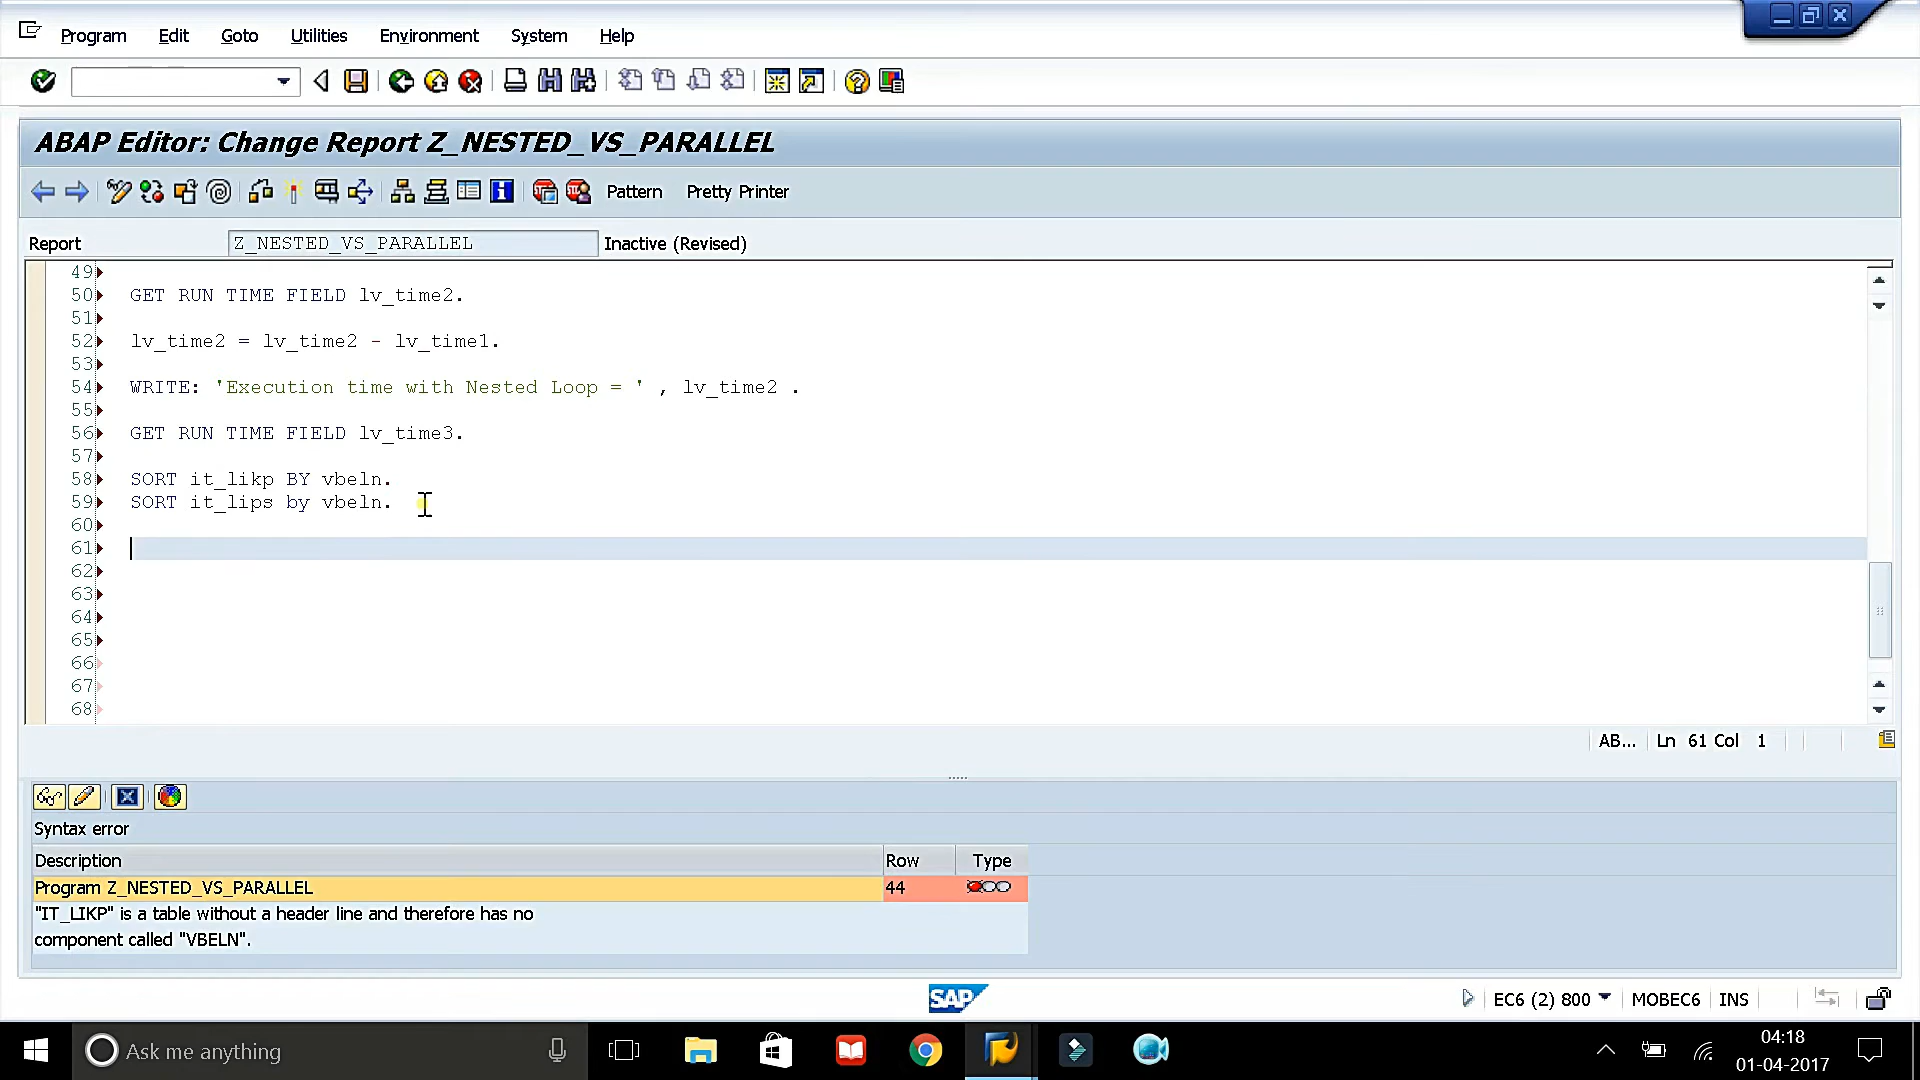 Program Edit Goto Utilities Environment System Help
ABAP Editor: Change Report Z_NESTED_VS_PARALLEL
Pattern Pretty Printer
Report Z_NESTED_VS_PARALLEL Inactive (Revised)
49
50 GET RUN TIME FIELD lv_time2.
51
52 lv_time2 = lv_time2 - lv_time1.
53
54 WRITE: 'Execution time with Nested Loop = ' , lv_time2 .
55
56 GET RUN TIME FIELD lv_time3.
57
58 SORT it_likp BY vbeln.
59 SORT it_lips by vbeln.
60
61
62
63
64
65
66
67
68
AB... Ln 61 Col 1
Syntax error
Description Row Type
Program Z_NESTED_VS_PARALLEL 44
"IT_LIKP" is a table without a header line and therefore has no
component called "VBELN".
SAP EC6 (2) 800 MOBEC6 INS
Ask me anything
04:18
01-04-2017